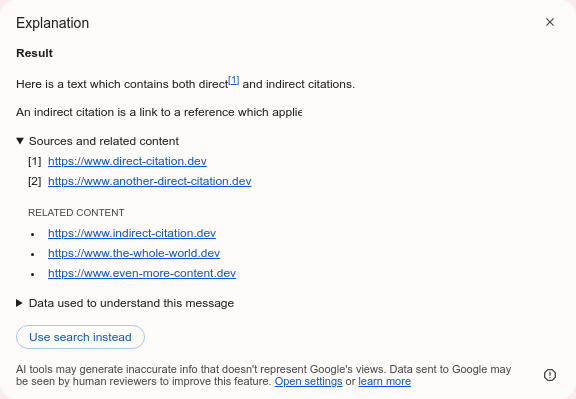 Explanation
Result
Here is a text which contains both direct[1] and indirect citations.
An indirect citation is a link to a reference which
Sources and related content
[1] https://www.direct-citation.dev
[2] https://www.another-direct-citation.dev
RELATED CONTENT
• https://www.indirect-citation.dev
• https://www.the-whole-world.dev
• https://www.even-more-content.dev
Data used to understand this message
Use search instead
AI tools may generate inaccurate info that doesn't represent Google's views. Data sent to Google may
be seen by human reviewers to improve this feature. Open settings or learn more